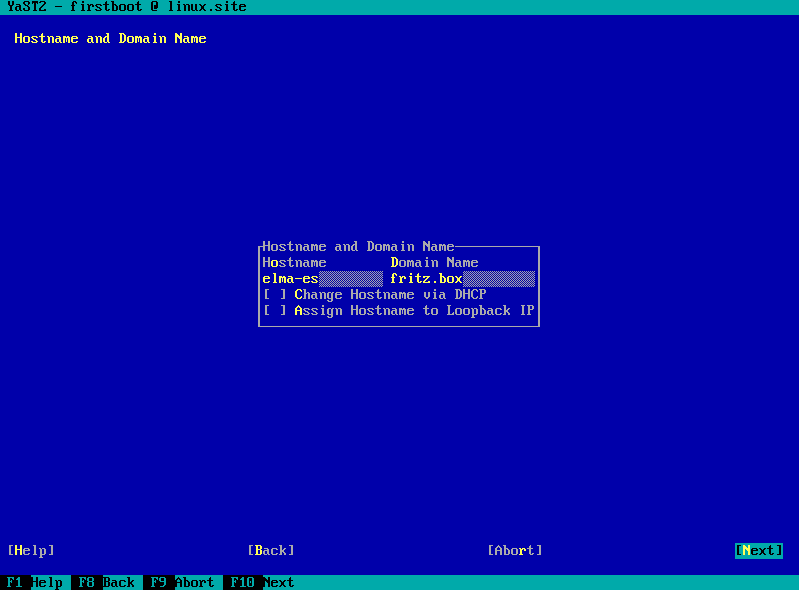 YaST2 - firstboot @ linux.site
Hostname and Domain Name
Hostname and Domain Name
Hostname Domain Name
elma-es fritz.box
[ ] Change Hostname via DHCP
[ ] Assign Hostname to Loopback IP
[Help] [Back] [Abort] [Next]
F1 Help F8 Back F9 Abort F10 Next